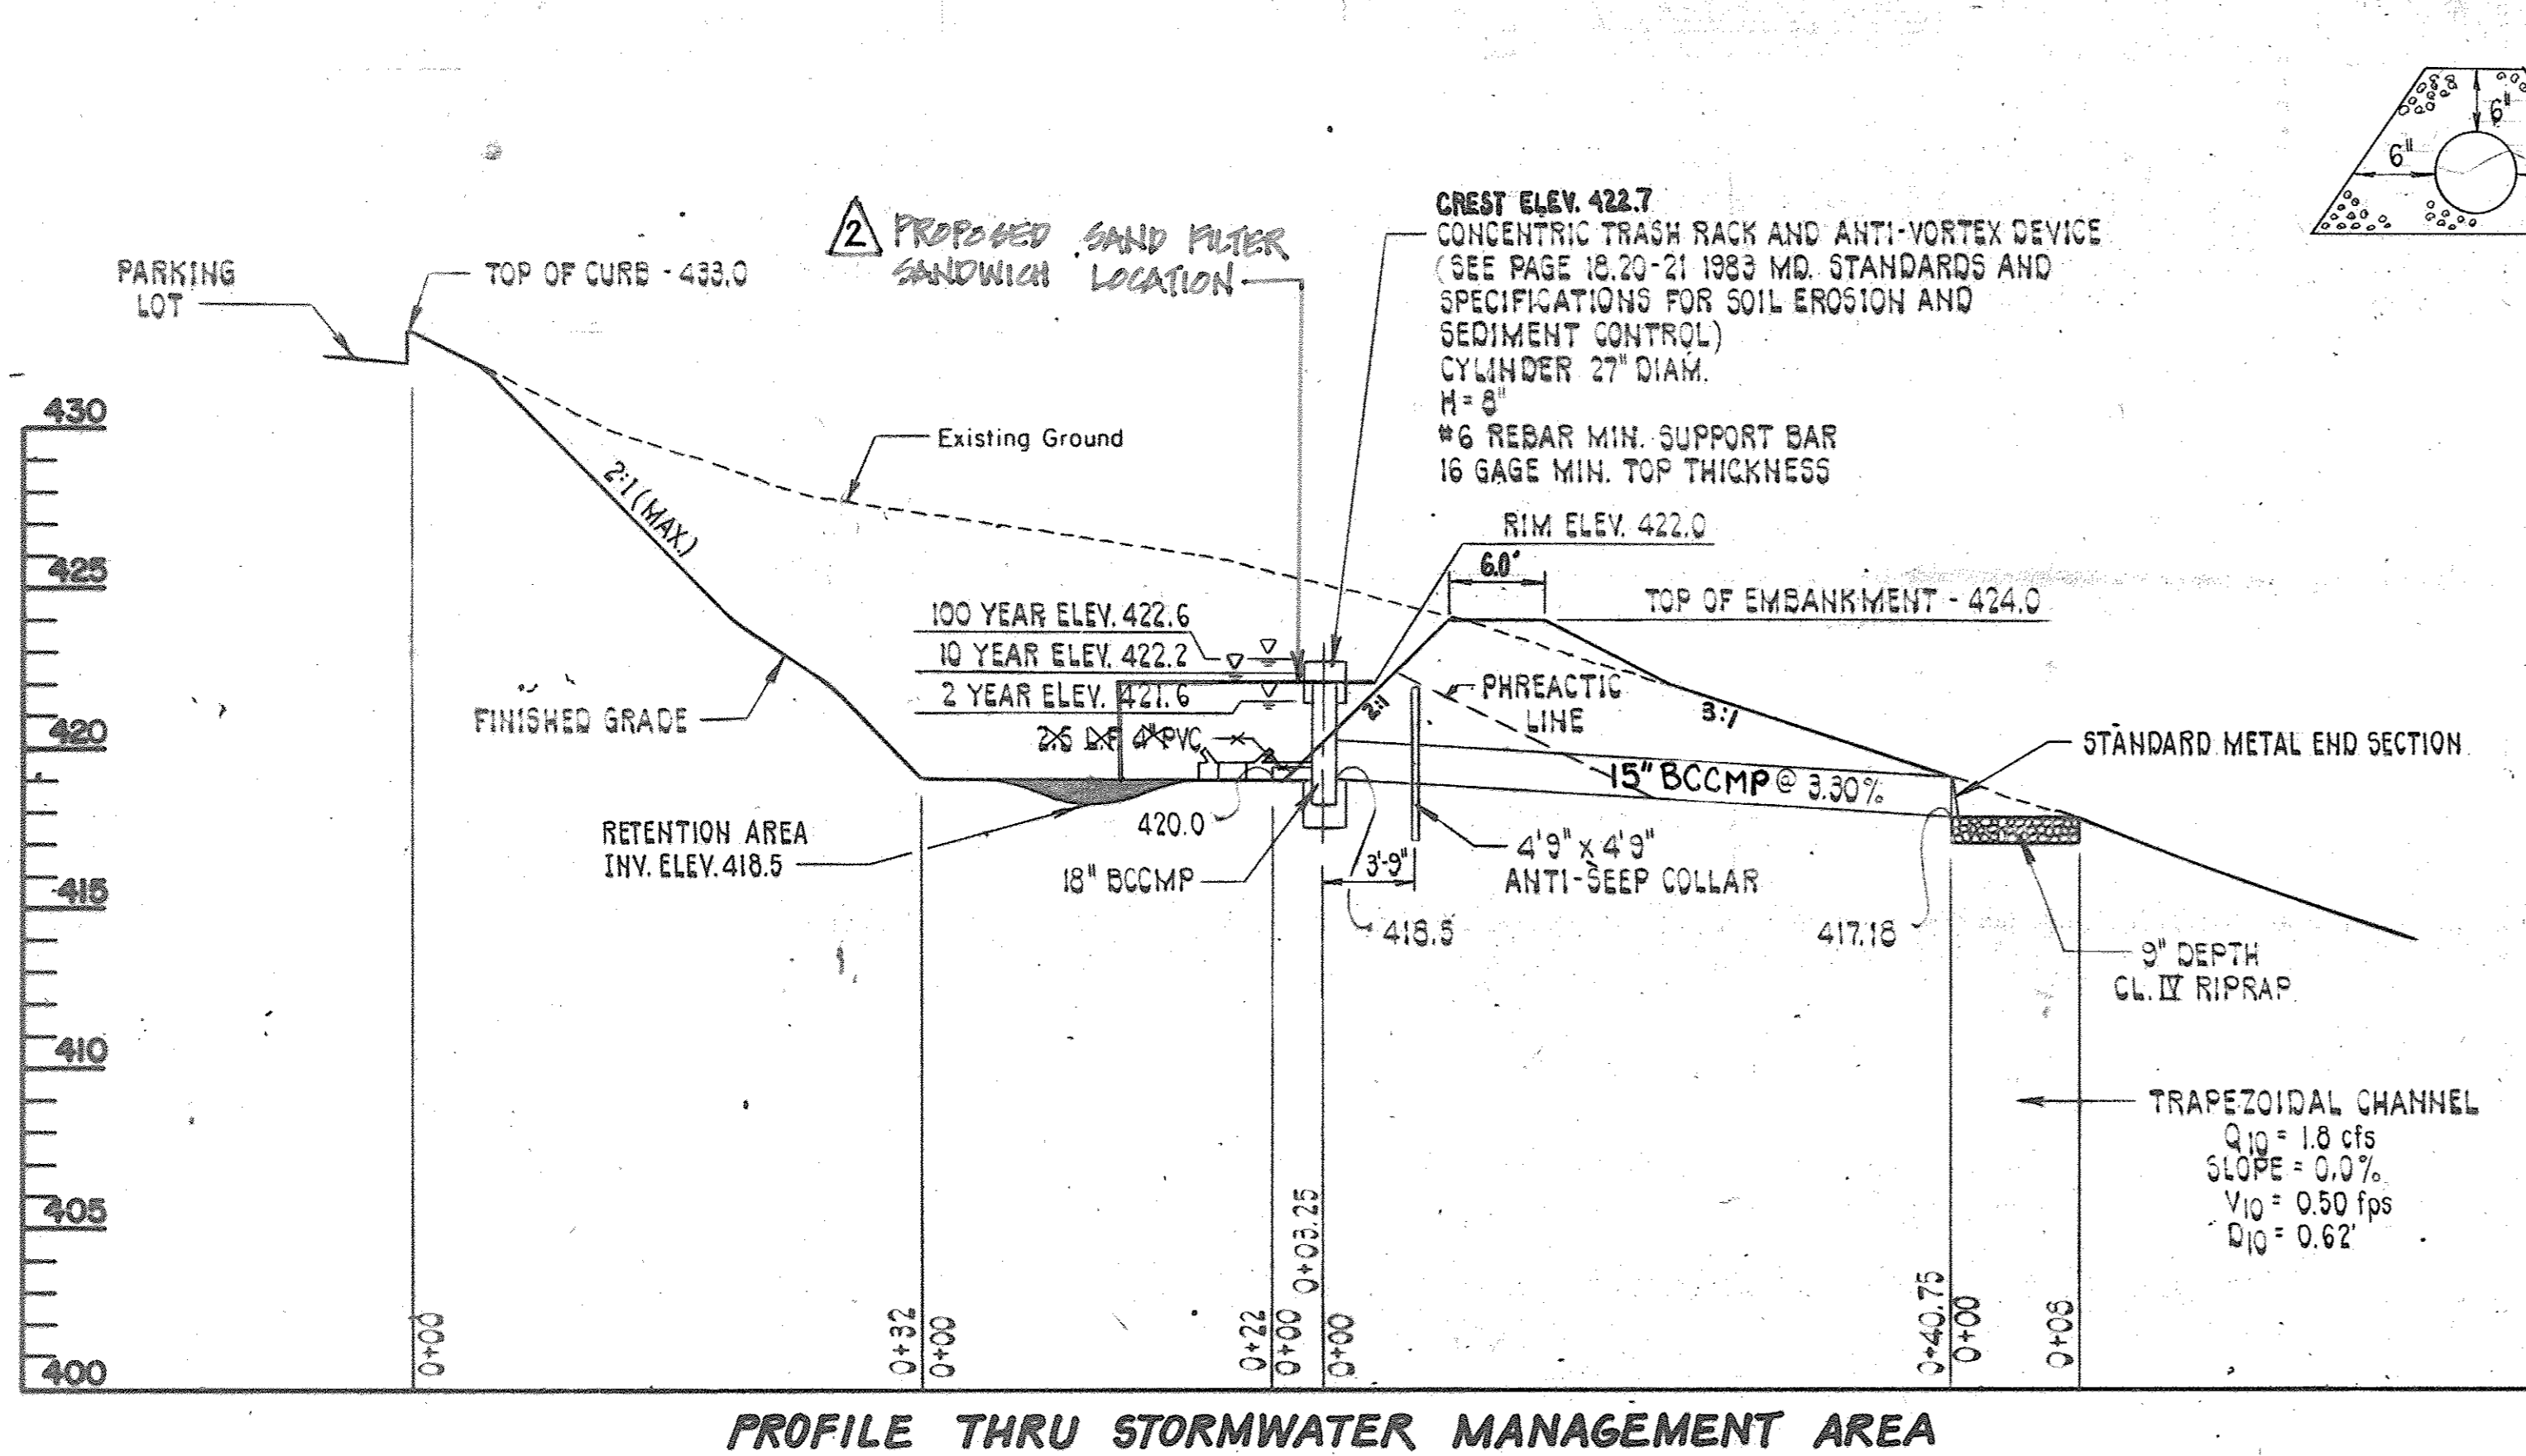 6"
6"
2
PROPOSED SAND FILTER
SANDWICH LOCATION
CREST ELEV. 422.7
CONCENTRIC TRASH RACK AND ANTI-VORTEX DEVICE
(SEE PAGE 18.20-21 1983 MD. STANDARDS AND
SPECIFICATIONS FOR SOIL EROSION AND
SEDIMENT CONTROL)
CYLINDER 27" DIAM.
H = 8"
#6 REBAR MIN. SUPPORT BAR
16 GAGE MIN. TOP THICKNESS
PARKING
LOT
TOP OF CURB - 433.0
Existing Ground
2:1 (MAX.)
430
425
420
415
410
405
400
RIM ELEV. 422.0
6.0'
TOP OF EMBANKMENT - 424.0
100 YEAR ELEV. 422.6
10 YEAR ELEV. 422.2
2 YEAR ELEV. 421.6
2.5 L.F 4" PVC
FINISHED GRADE
2:1
PHREACTIC
LINE
3:1
STANDARD METAL END SECTION
15" BCCMP @ 3.30%
RETENTION AREA
INV. ELEV. 418.5
420.0
18" BCCMP
3'-9"
4'9" x 4'9"
ANTI-SEEP COLLAR
418.5
417.18
9" DEPTH
CL. IV RIPRAP
TRAPEZOIDAL CHANNEL
Q10 = 1.8 cfs
SLOPE = 0.0%
V10 = 0.50 fps
D10 = 0.62'
0+00
0+32
0+00
0+22
0+00
0+03.25
0+00
0+40.75
0+00
0+08
PROFILE THRU STORMWATER MANAGEMENT AREA